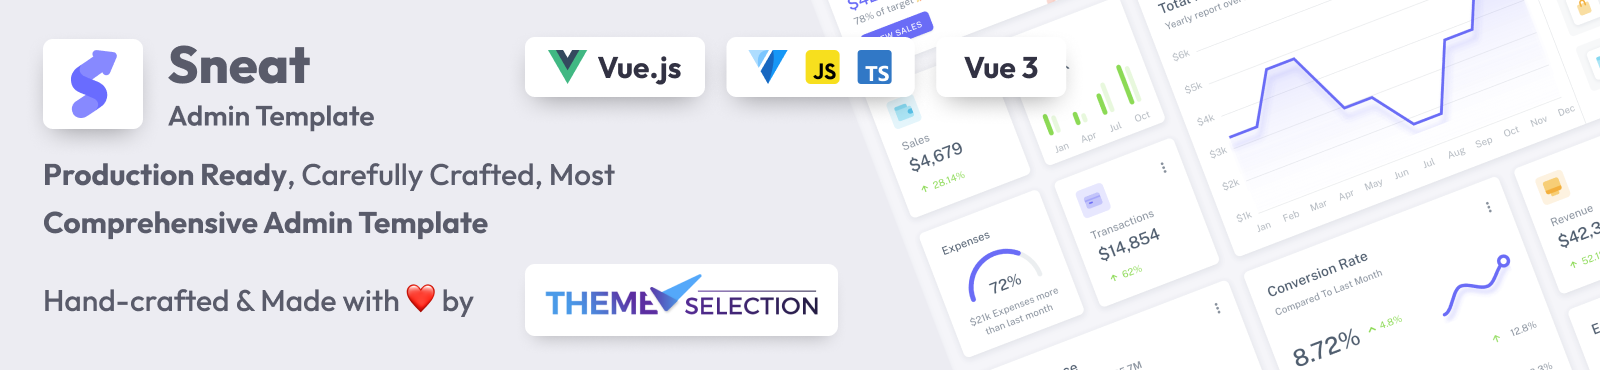 Sneat
Admin Template
Vue.js
JS
TS
Vue 3
Production Ready, Carefully Crafted, Most
Comprehensive Admin Template
Hand-crafted & Made with ❤️ by
THEME SELECTION
78% of target
SALES
Sales
$4,679
28.14%
Jan Apr Jul Oct
Yearly report
$6k
$5k
$4k
$3k
$2k
$1k
Jan Feb Mar Apr May Jun Jul Aug Sep Oct Nov Dec
Expenses
72%
$21k Expenses more
than last month
Transactions
$14,854
62%
Conversion Rate
Compared To Last Month
8.72%
4.8%
12.8%
Revenue